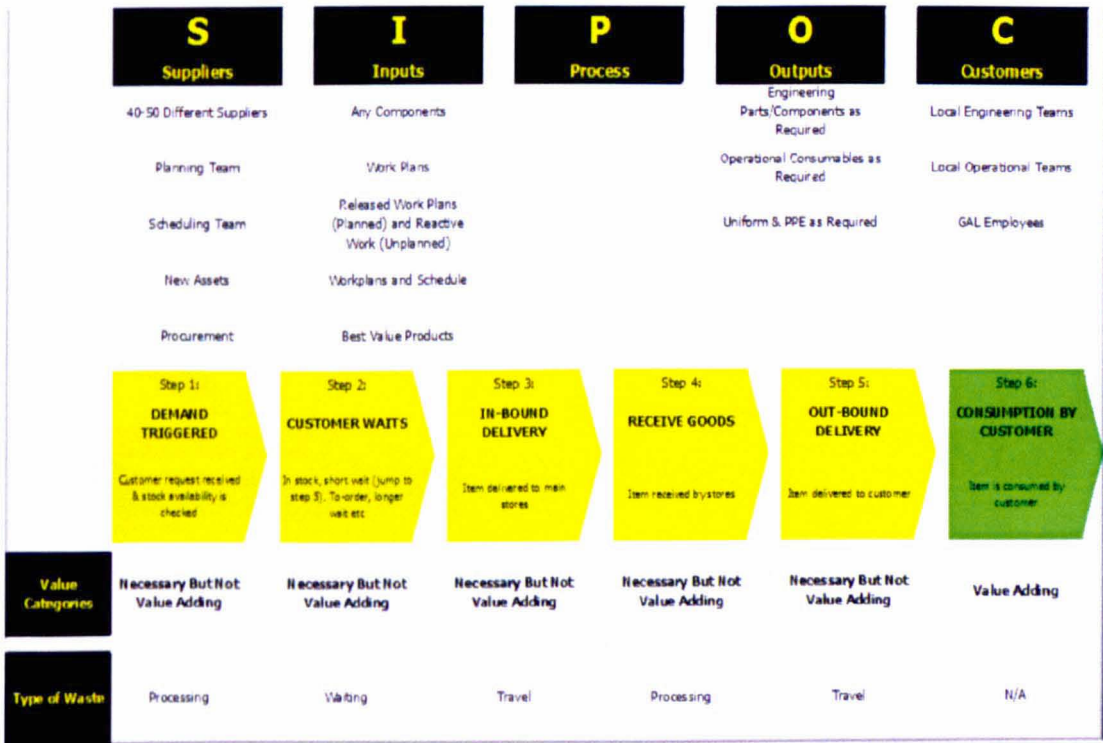 S
Suppliers
I
Inputs
P
Process
O
Outputs
C
Customers
40-50 Different Suppliers
Planning Team
Scheduling Team
New Assets
Procurement
Any Components
Work Plans
Released Work Plans
(Planned) and Reactive
Work (Unplanned)
Workplans and Schedule
Best Value Products
Engineering
Parts/Components as
Required
Operational Consumables as
Required
Uniform & PPE as Required
Local Engineering Teams
Local Operational Teams
GAL Employees
Step 1:
DEMAND
TRIGGERED
Customer request received
& stock availability is
checked
Step 2:
CUSTOMER WAITS
In stock, short wait (jump to
step 5). To-order, longer
wait etc
Step 3:
IN-BOUND
DELIVERY
Item delivered to main
stores
Step 4:
RECEIVE GOODS
Item received by stores
Step 5:
OUT-BOUND
DELIVERY
Item delivered to customer
Step 6:
CONSUMPTION BY
CUSTOMER
Item is consumed by
customer
Value
Categories
Necessary But Not
Value Adding
Necessary But Not
Value Adding
Necessary But Not
Value Adding
Necessary But Not
Value Adding
Necessary But Not
Value Adding
Value Adding
Type of Waste
Processing
Waiting
Travel
Processing
Travel
N/A